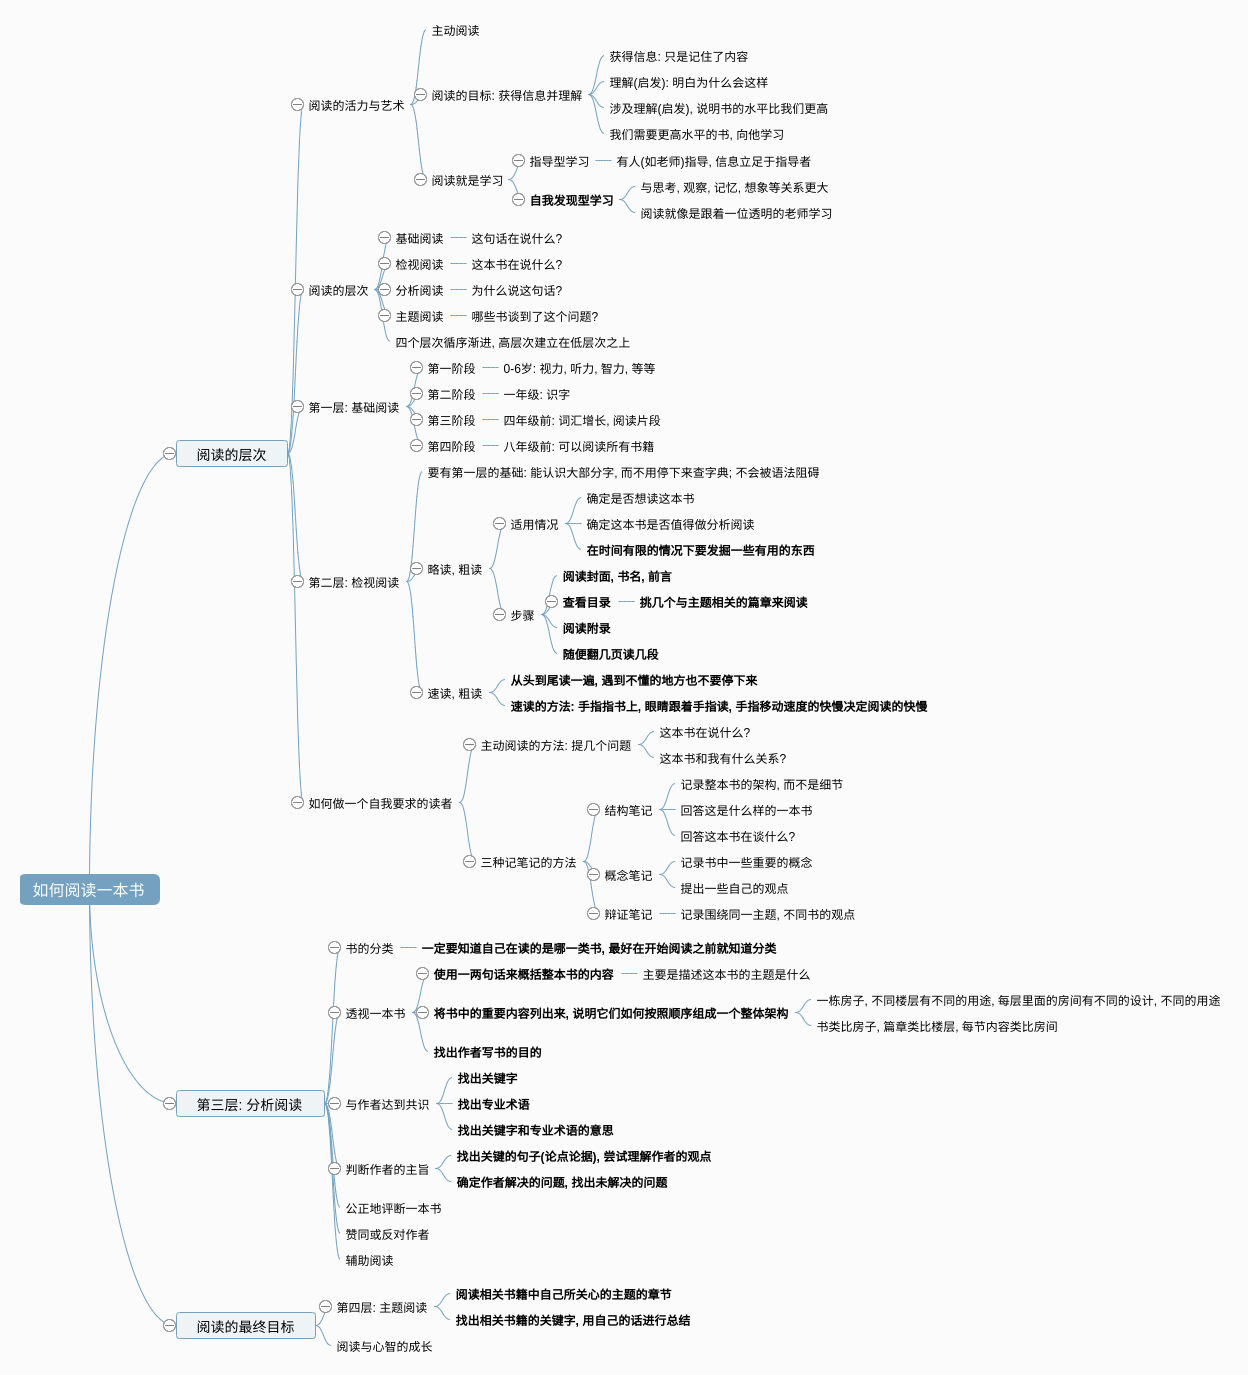 主动阅读
获得信息: 只是记住了内容
理解(启发): 明白为什么会这样
阅读的目标: 获得信息并理解
阅读的活力与艺术
涉及理解(启发), 说明书的水平比我们更高
我们需要更高水平的书, 向他学习
指导型学习
有人(如老师)指导, 信息立足于指导者
阅读就是学习
与思考, 观察, 记忆, 想象等关系更大
自我发现型学习
阅读就像是跟着一位透明的老师学习
基础阅读
这句话在说什么?
检视阅读
这本书在说什么?
阅读的层次
分析阅读
为什么说这句话?
主题阅读
哪些书谈到了这个问题?
四个层次循序渐进, 高层次建立在低层次之上
第一阶段
0-6岁: 视力, 听力, 智力, 等等
第二阶段
一年级: 识字
第一层: 基础阅读
第三阶段
四年级前: 词汇增长, 阅读片段
第四阶段
八年级前: 可以阅读所有书籍
阅读的层次
要有第一层的基础: 能认识大部分字, 而不用停下来查字典; 不会被语法阻碍
确定是否想读这本书
适用情况
确定这本书是否值得做分析阅读
在时间有限的情况下要发掘一些有用的东西
略读, 粗读
阅读封面, 书名, 前言
第二层: 检视阅读
查看目录
挑几个与主题相关的篇章来阅读
步骤
阅读附录
随便翻几页读几段
从头到尾读一遍, 遇到不懂的地方也不要停下来
速读, 粗读
速读的方法: 手指指书上, 眼睛跟着手指读, 手指移动速度的快慢决定阅读的快慢
这本书在说什么?
主动阅读的方法: 提几个问题
这本书和我有什么关系?
记录整本书的架构, 而不是细节
如何做一个自我要求的读者
结构笔记
回答这是什么样的一本书
回答这本书在谈什么?
三种记笔记的方法
记录书中一些重要的概念
概念笔记
提出一些自己的观点
如何阅读一本书
辩证笔记
记录围绕同一主题, 不同书的观点
书的分类
一定要知道自己在读的是哪一类书, 最好在开始阅读之前就知道分类
使用一两句话来概括整本书的内容
主要是描述这本书的主题是什么
一栋房子, 不同楼层有不同的用途, 每层里面的房间有不同的设计, 不同的用途
透视一本书
将书中的重要内容列出来, 说明它们如何按照顺序组成一个整体架构
书类比房子, 篇章类比楼层, 每节内容类比房间
找出作者写书的目的
找出关键字
第三层: 分析阅读
与作者达到共识
找出专业术语
找出关键字和专业术语的意思
找出关键的句子(论点论据), 尝试理解作者的观点
判断作者的主旨
确定作者解决的问题, 找出未解决的问题
公正地评断一本书
赞同或反对作者
辅助阅读
阅读相关书籍中自己所关心的主题的章节
第四层: 主题阅读
找出相关书籍的关键字, 用自己的话进行总结
阅读的最终目标
阅读与心智的成长